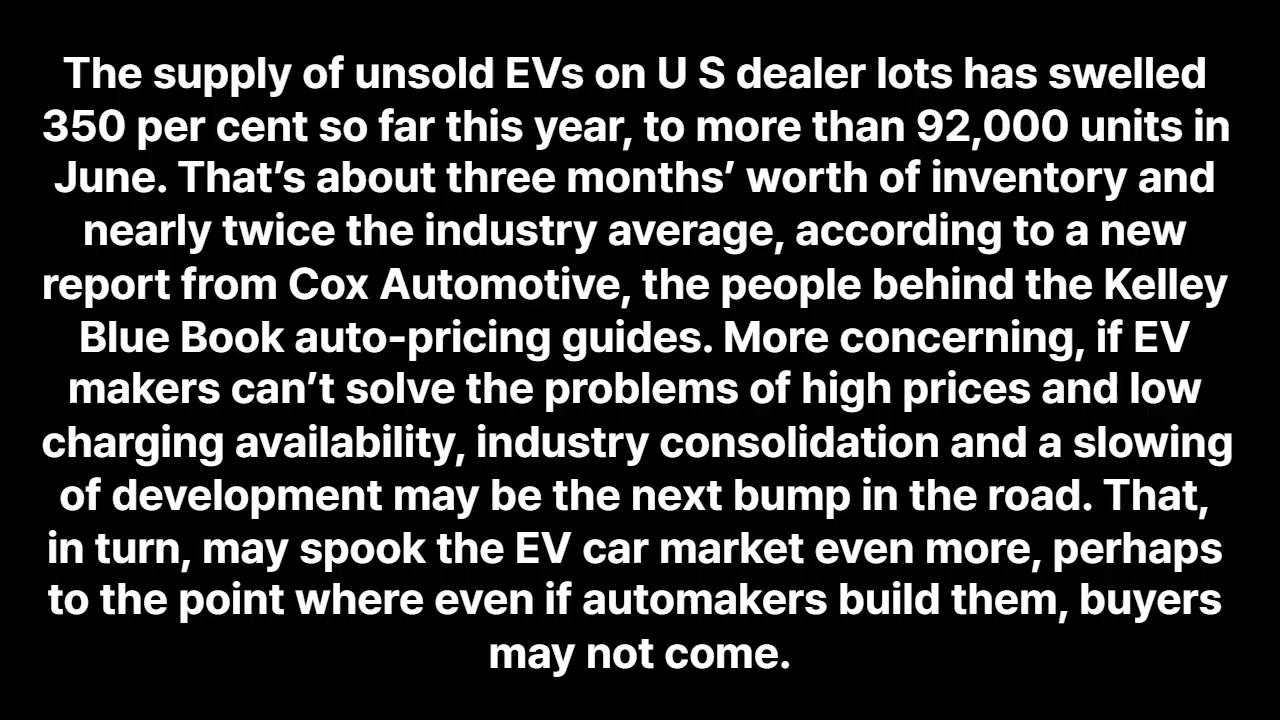 The supply of unsold EVs on U S dealer lots has swelled
350 per cent so far this year, to more than 92,000 units in
June. That’s about three months’ worth of inventory and
nearly twice the industry average, according to a new
report from Cox Automotive, the people behind the Kelley
Blue Book auto-pricing guides. More concerning, if EV
makers can’t solve the problems of high prices and low
charging availability, industry consolidation and a slowing
of development may be the next bump in the road. That,
in turn, may spook the EV car market even more, perhaps
to the point where even if automakers build them, buyers
may not come.